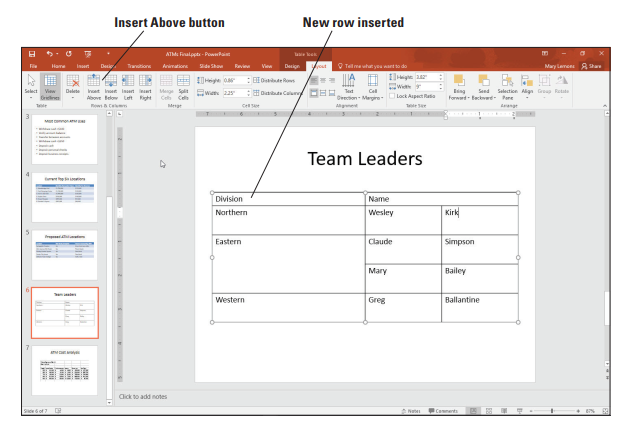 Insert Above button New row inserted
ATMs Final.pptx - PowerPoint Table Tools
File Home Insert Design Transitions Animations Slide Show Review View Design Layout Tell me what you want to do Mary Lemons Share
Select View Gridlines Delete Insert Above Insert Below Insert Left Insert Right Merge Cells Split Cells Height: 0.86" Distribute Rows Text Direction Cell Margins Height: 3.82" Bring Forward Send Backward Selection Pane Align Group Rotate
Width: 2.25" Distribute Columns Width: 9"
Lock Aspect Ratio
Table Rows & Columns Merge Cell Size Alignment Table Size Arrange
3
Most Common ATM Uses
4
Current Top Six Locations
5
Proposed ATM Locations
6
Team Leaders
7
ATM Cost Analysis
Team Leaders
Division Name
Northern Wesley Kirk
Eastern Claude Simpson
Mary Bailey
Western Greg Ballantine
Click to add notes
Slide 6 of 7 Notes Comments 87%